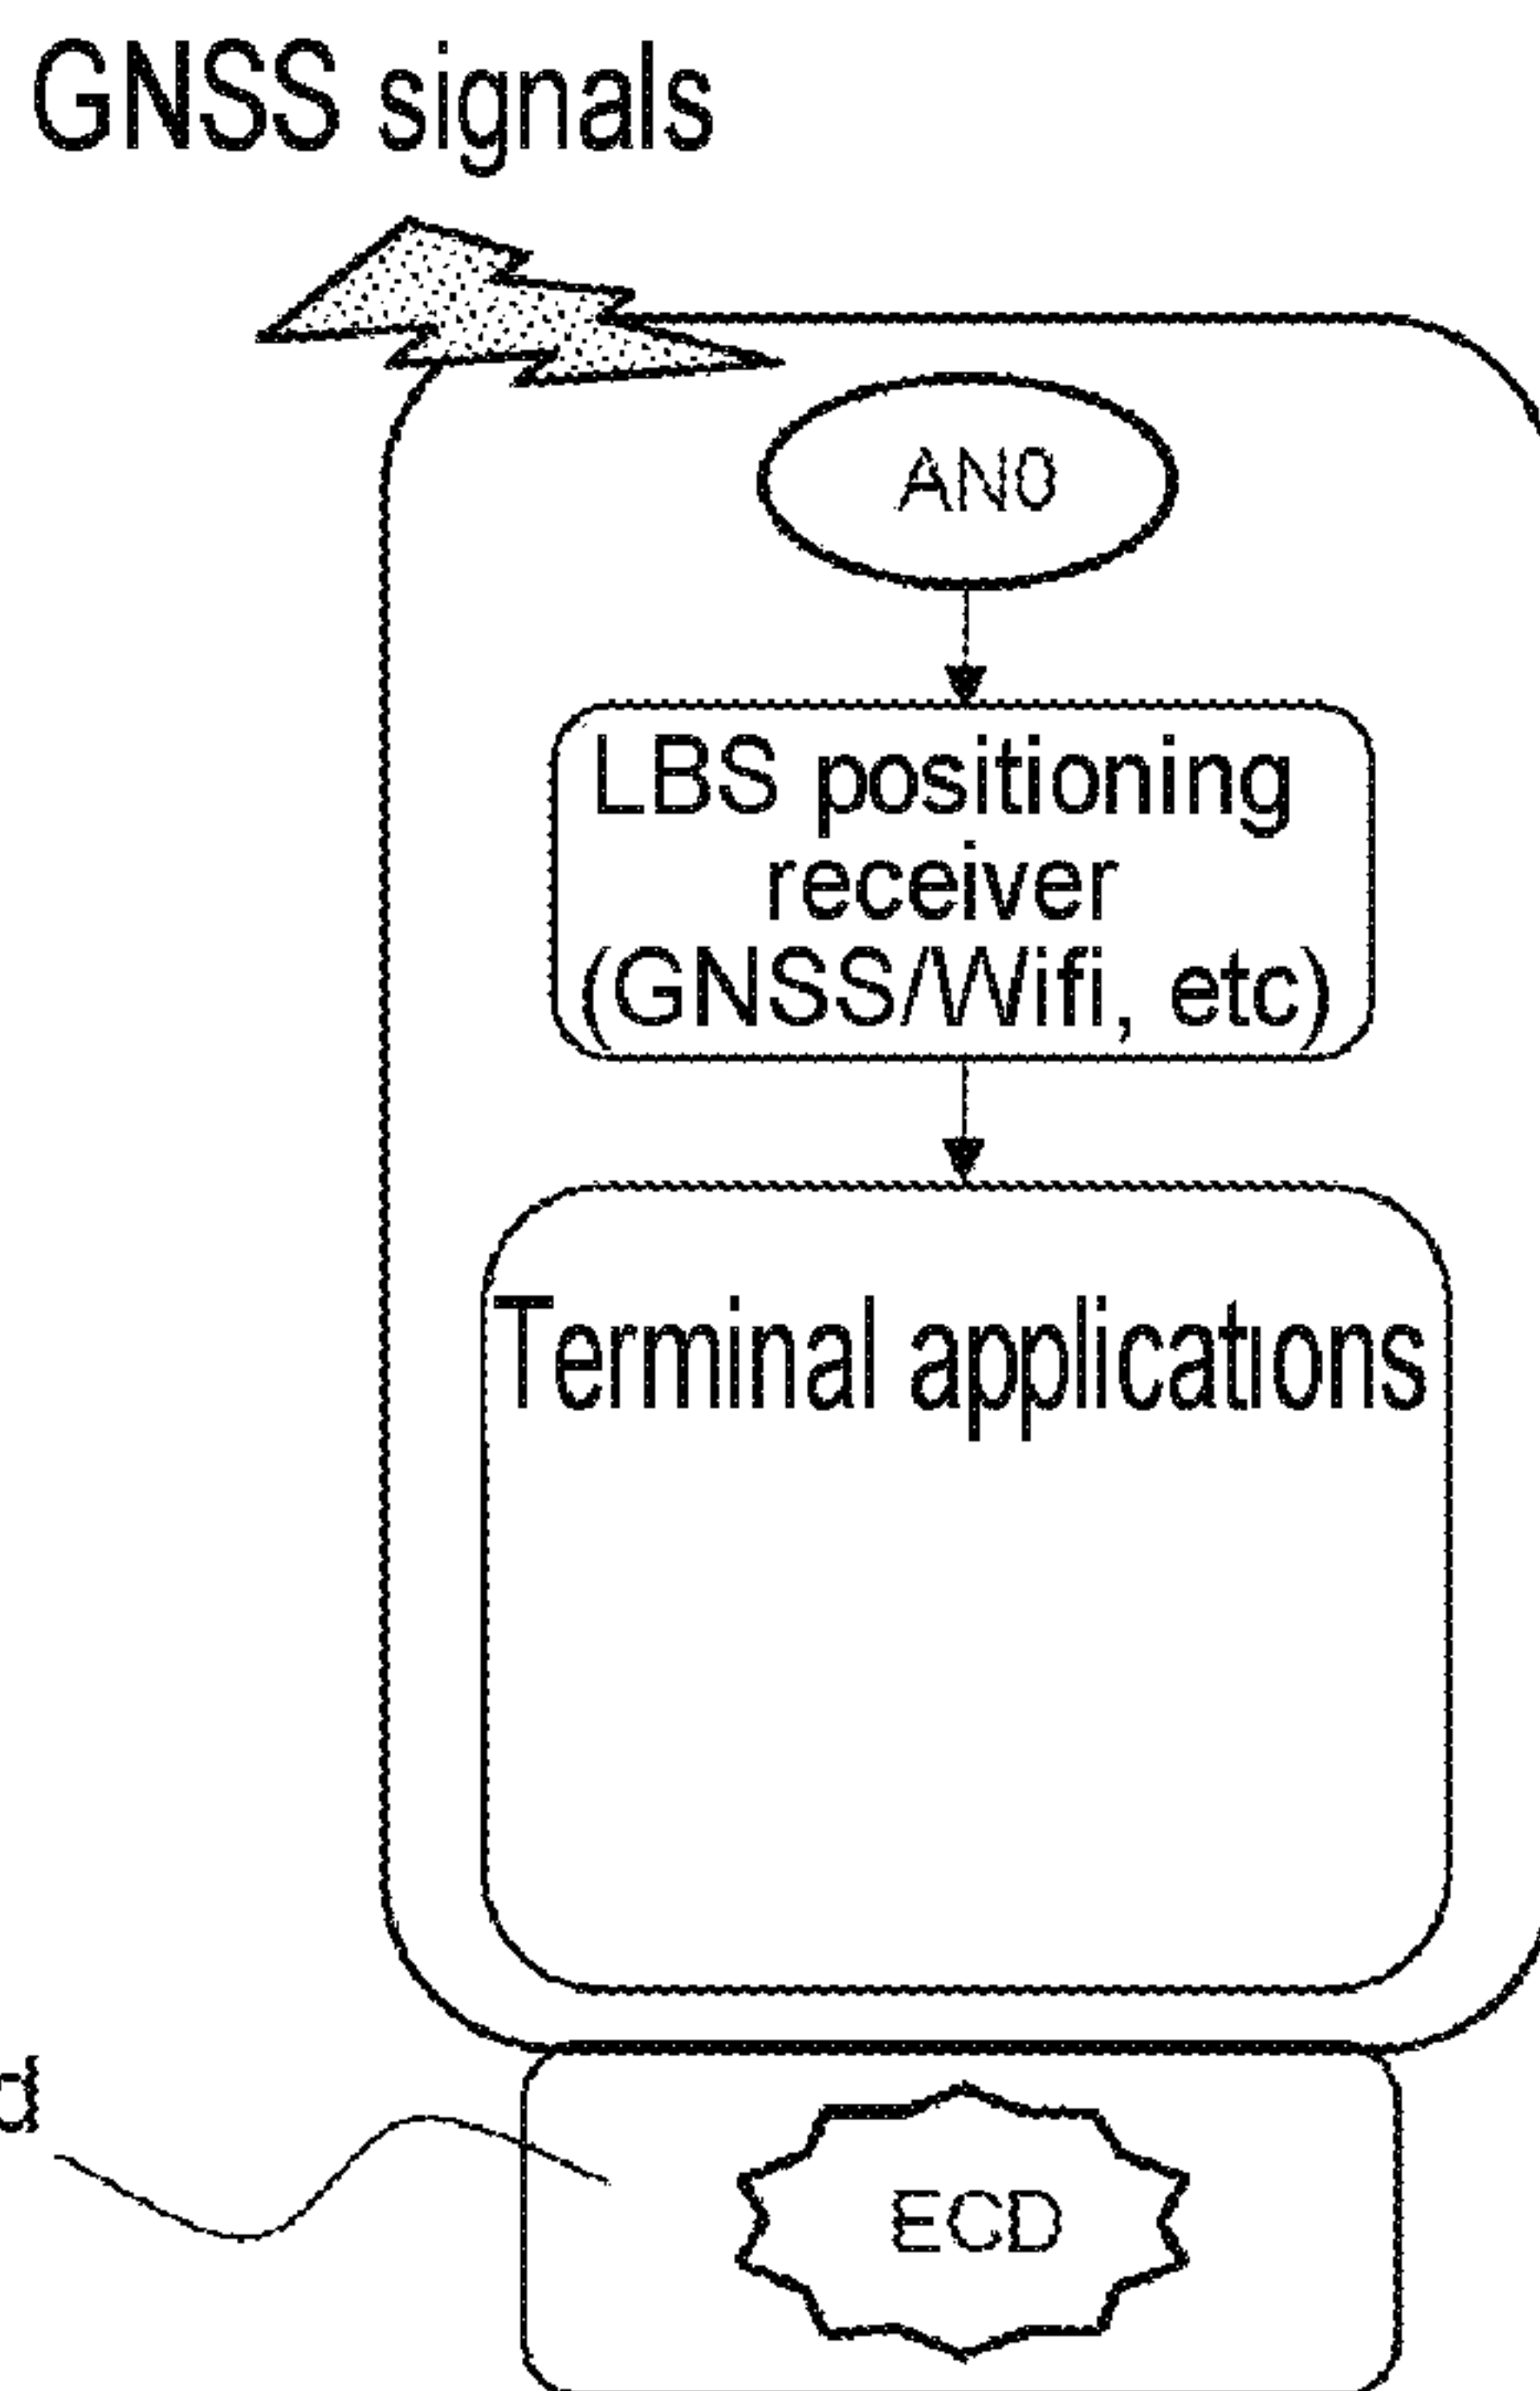 GNSS signals
AN0
LBS positioning
receiver
(GNSS/Wifi, etc)
Terminal applications
ECD